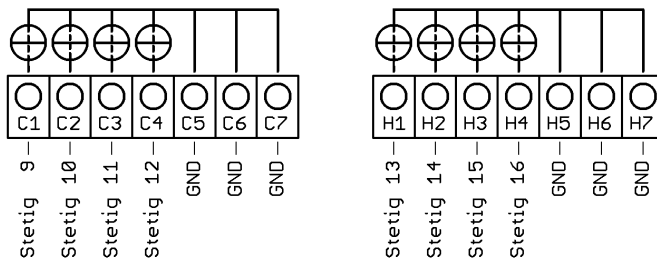 C1 C2 C3 C4 C5 C6 C7
H1 H2 H3 H4 H5 H6 H7
Stetig 9
Stetig 10
Stetig 11
Stetig 12
GND
GND
GND
Stetig 13
Stetig 14
Stetig 15
Stetig 16
GND
GND
GND